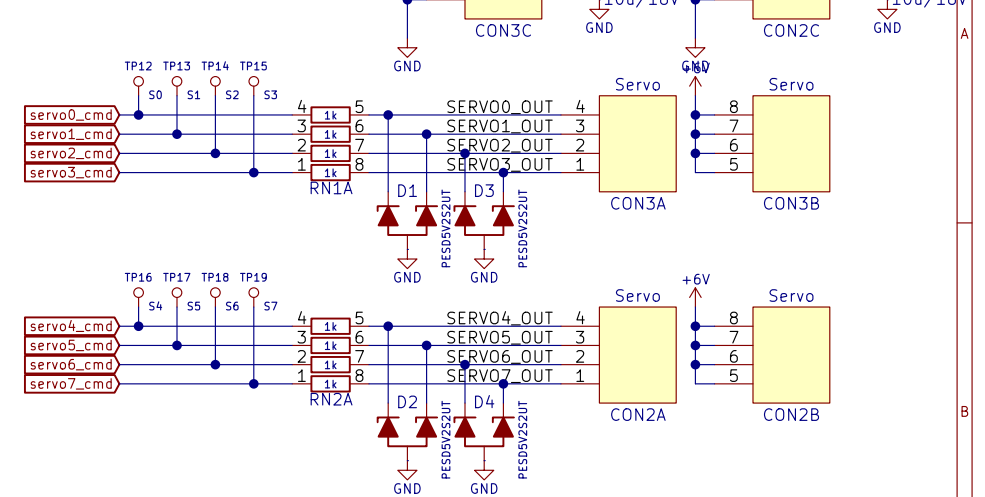 10u/16V
10u/16V
CON3C
GND
CON2C
GND
A
GND
GND
+6V
TP12 TP13 TP14 TP15
Servo
Servo
S0 S1 S2 S3
servo0_cmd 4 1k 5 SERVO0_OUT 4 8
servo1_cmd 3 6 SERVO1_OUT 3 7
servo2_cmd 2 1k 7 SERVO2_OUT 2 6
servo3_cmd 1 1k 8 SERVO3_OUT 1 5
RN1A D1 D3 CON3A CON3B
PESD5V2S2UT
PESD5V2S2UT
GND GND
TP16 TP17 TP18 TP19
+6V
Servo
Servo
S4 S5 S6 S7
servo4_cmd 4 1k 5 SERVO4_OUT 4 8
servo5_cmd 3 1k 6 SERVO5_OUT 3 7
servo6_cmd 2 1k 7 SERVO6_OUT 2 6
servo7_cmd 1 1k 8 SERVO7_OUT 1 5
RN2A D2 D4 CON2A CON2B
B
PESD5V2S2UT
PESD5V2S2UT
GND GND